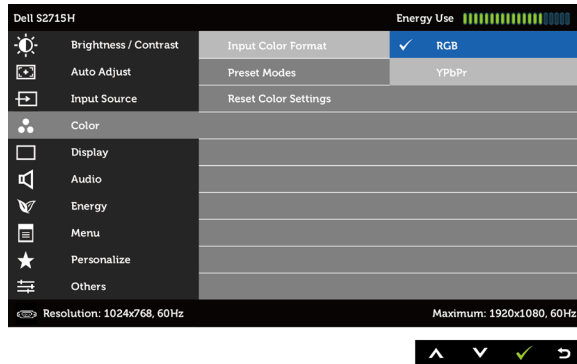 Dell S2715H Energy Use
Brightness / Contrast Input Color Format RGB
Auto Adjust Preset Modes YPbPr
Input Source Reset Color Settings
Color
Display
Audio
Energy
Menu
Personalize
Others
Resolution: 1024x768, 60Hz Maximum: 1920x1080, 60Hz